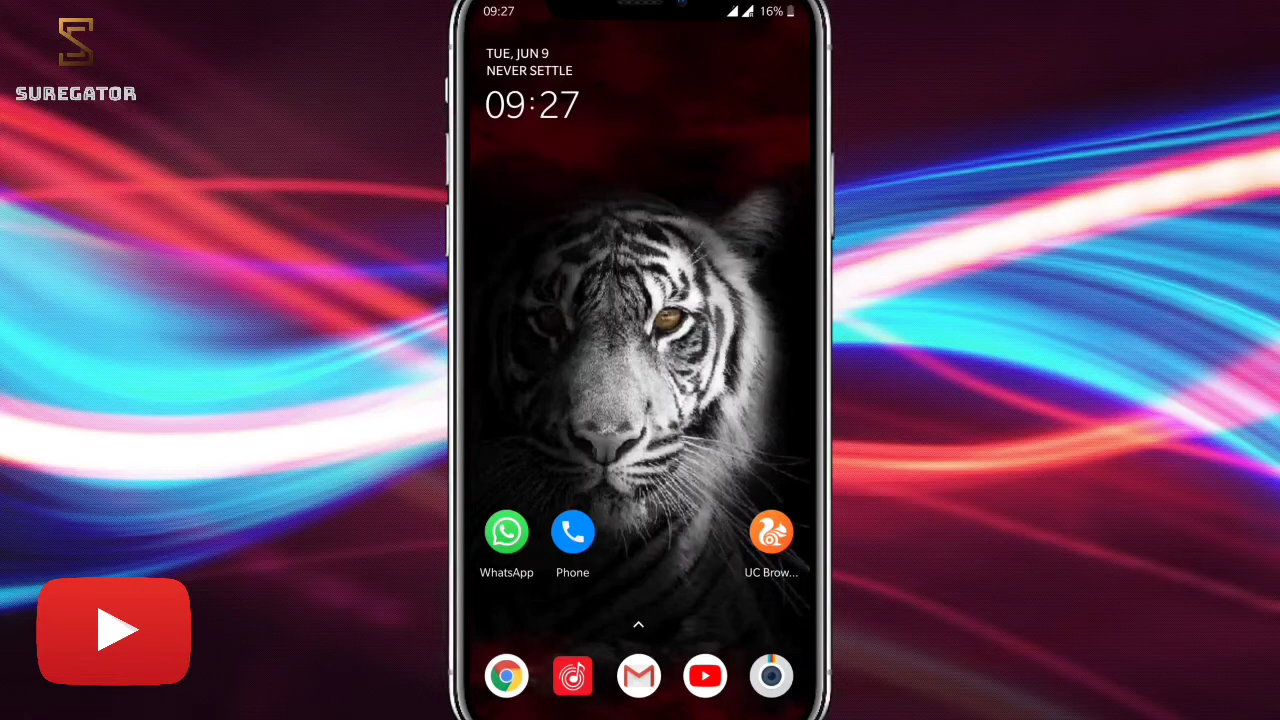 SUREGATOR
09:27
16%
TUE, JUN 9
NEVER SETTLE
09:27
WhatsApp
Phone
UC Brow...